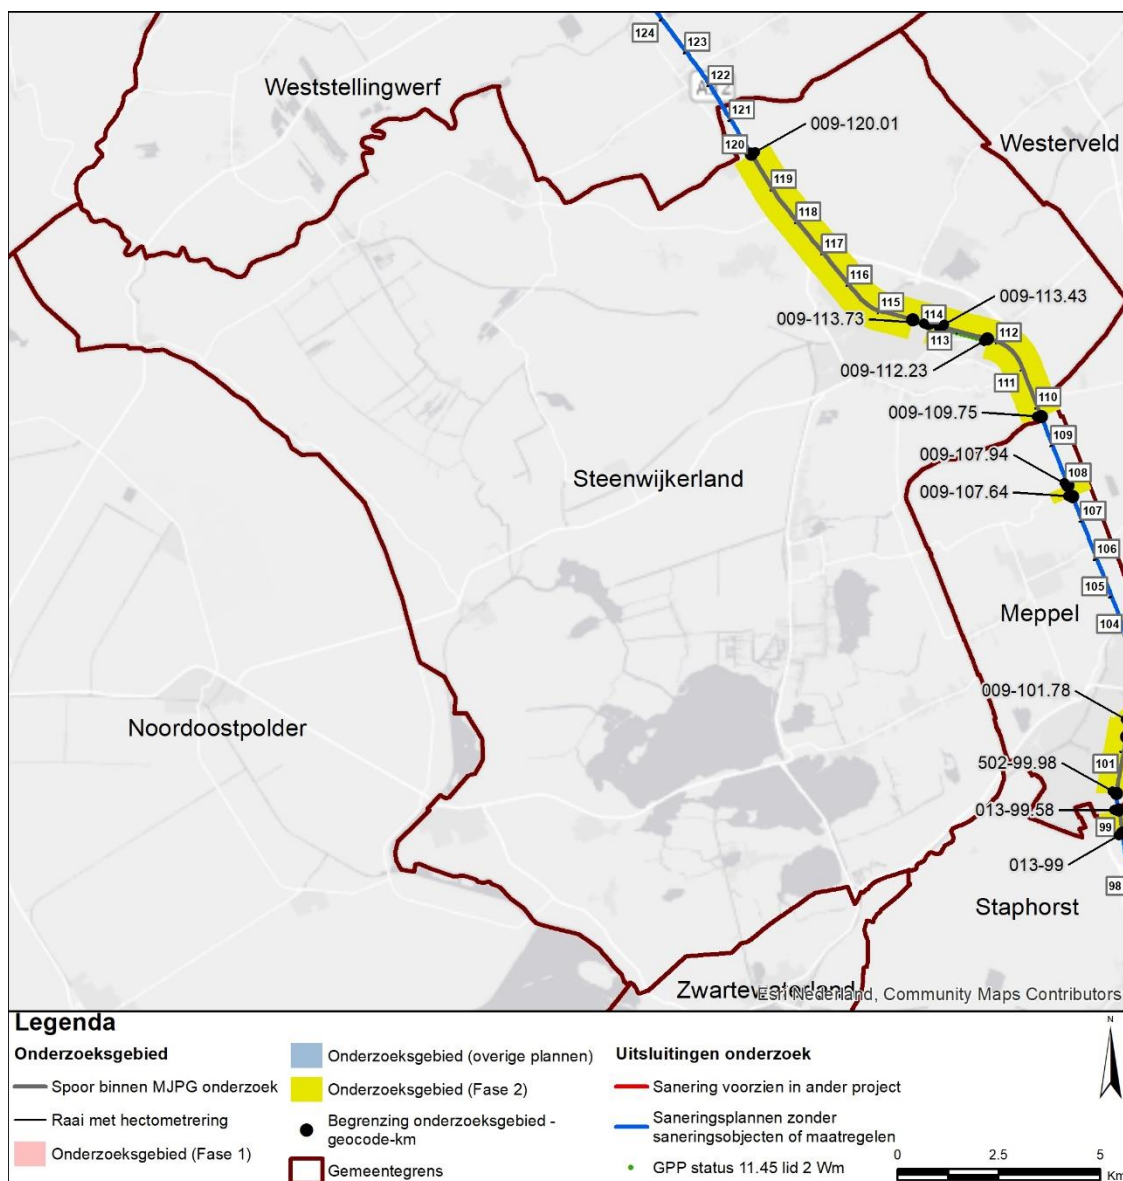 124
123
122
121
120
119
118
117
116
115
114
113
112
111
110
109
108
107
106
105
104
101
99
98
Weststellingwerf
Westerveld
009-120.01
009-113.43
009-113.73
009-112.23
009-109.75
009-107.94
009-107.64
Steenwijkerland
Meppel
009-101.78
Noordoostpolder
502-99.98
013-99.58
013-99
Staphorst
Zwartewaterland
Esri Nederland, Community Maps Contributors
Legenda
Onderzoeksgebied
Spoor binnen MJPG onderzoek
Raai met hectometrering
Onderzoeksgebied (Fase 1)
Onderzoeksgebied (overige plannen)
Onderzoeksgebied (Fase 2)
Begrenzing onderzoeksgebied -
geocode-km
Gemeentegrens
Uitsluitingen onderzoek
Sanering voorzien in ander project
Saneringsplannen zonder
saneringsobjecten of maatregelen
GPP status 11.45 lid 2 Wm
N
0 2.5 5
Km